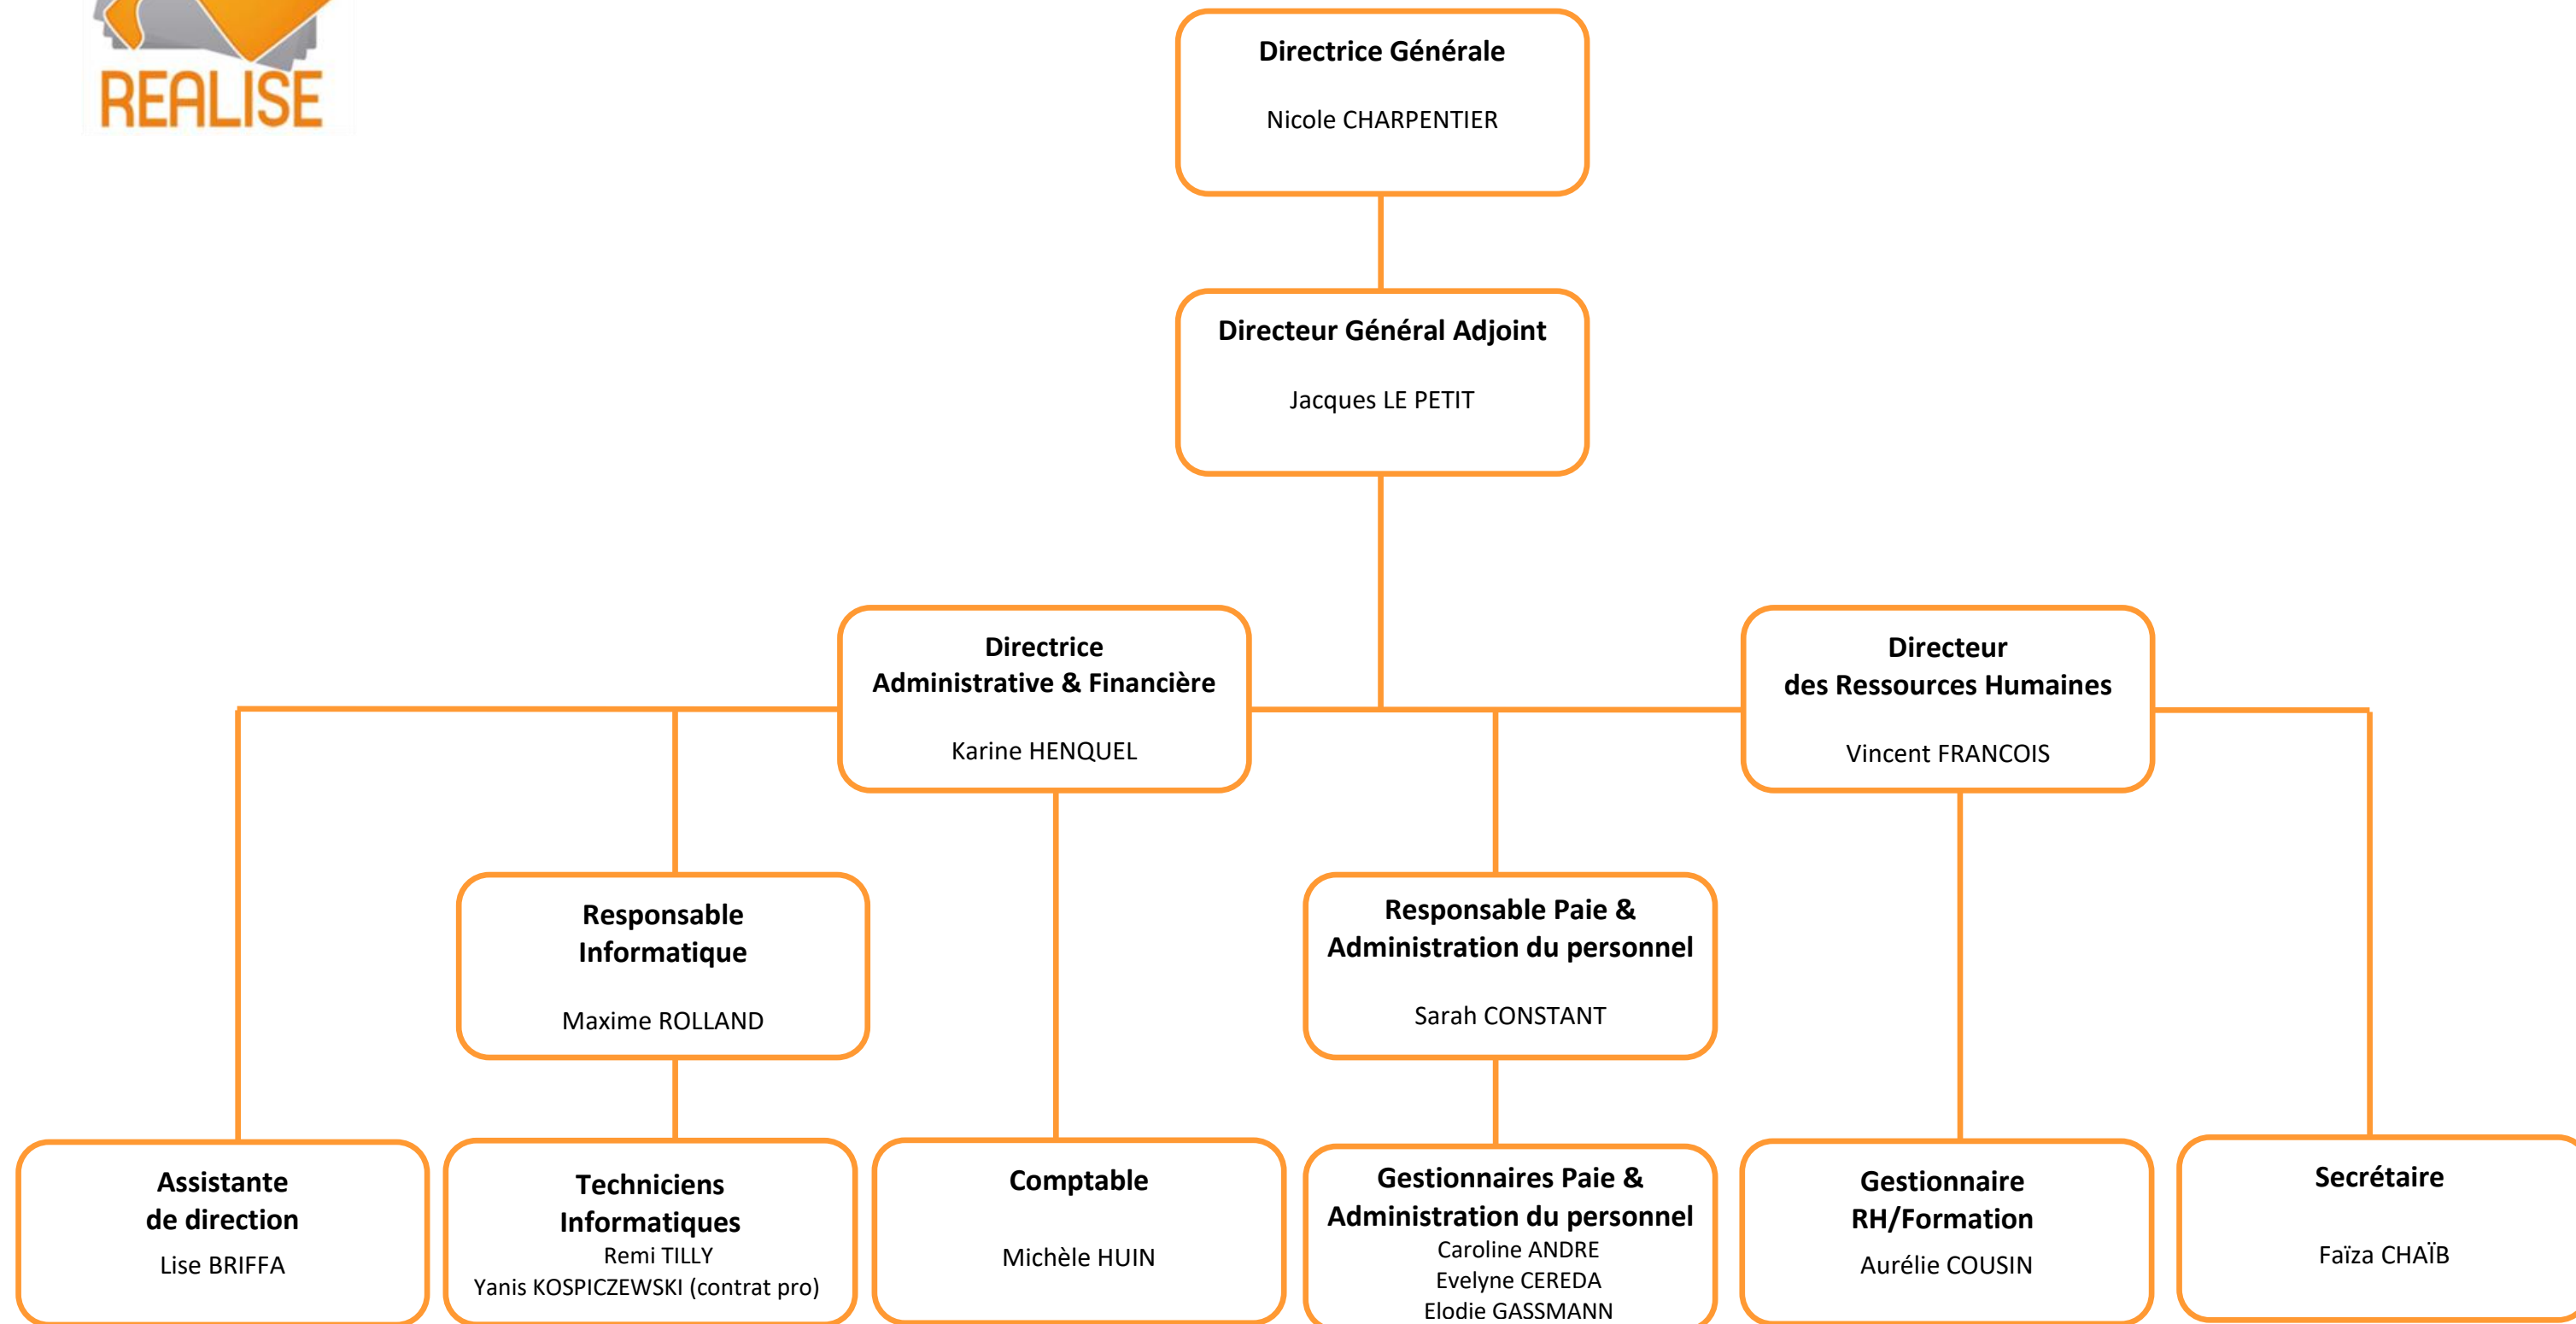 REALISE
Directrice Générale
Nicole CHARPENTIER
Directeur Général Adjoint
Jacques LE PETIT
Directrice
Administrative & Financière
Karine HENQUEL
Directeur
des Ressources Humaines
Vincent FRANCOIS
Responsable
Informatique
Maxime ROLLAND
Responsable Paie &
Administration du personnel
Sarah CONSTANT
Assistante
de direction
Lise BRIFFA
Techniciens
Informatiques
Remi TILLY
Yanis KOSPICZEWSKI (contrat pro)
Comptable
Michèle HUIN
Gestionnaires Paie &
Administration du personnel
Caroline ANDRE
Evelyne CEREDA
Elodie GASSMANN
Gestionnaire
RH/Formation
Aurélie COUSIN
Secrétaire
Faïza CHAÏB